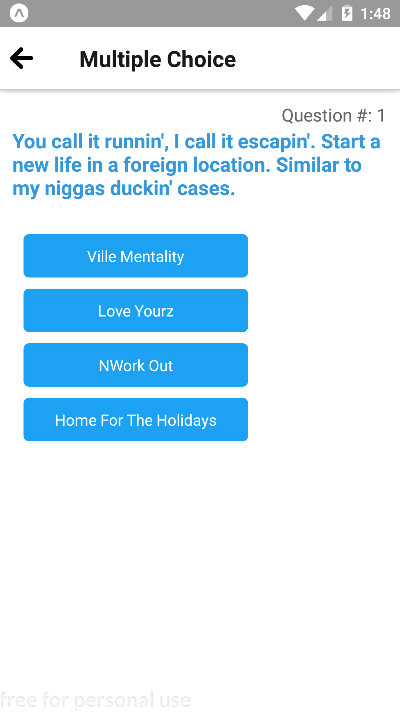 1:48
Multiple Choice
Question #: 1
You call it runnin', I call it escapin'. Start a
new life in a foreign location. Similar to
my niggas duckin' cases.
Ville Mentality
Love Yourz
NWork Out
Home For The Holidays
free for personal use